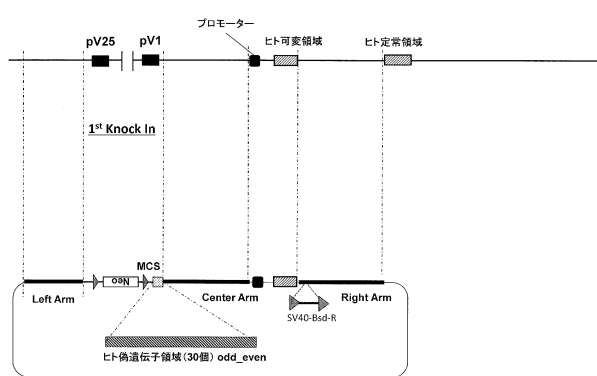 プロモーター
pV25
pV1
ヒト可変領域
ヒト定常領域
1st Knock In
MCS
Neo
Left Arm
Center Arm
Right Arm
SV40-Bsd-R
ヒト偽遺伝子領域(30個) odd_even